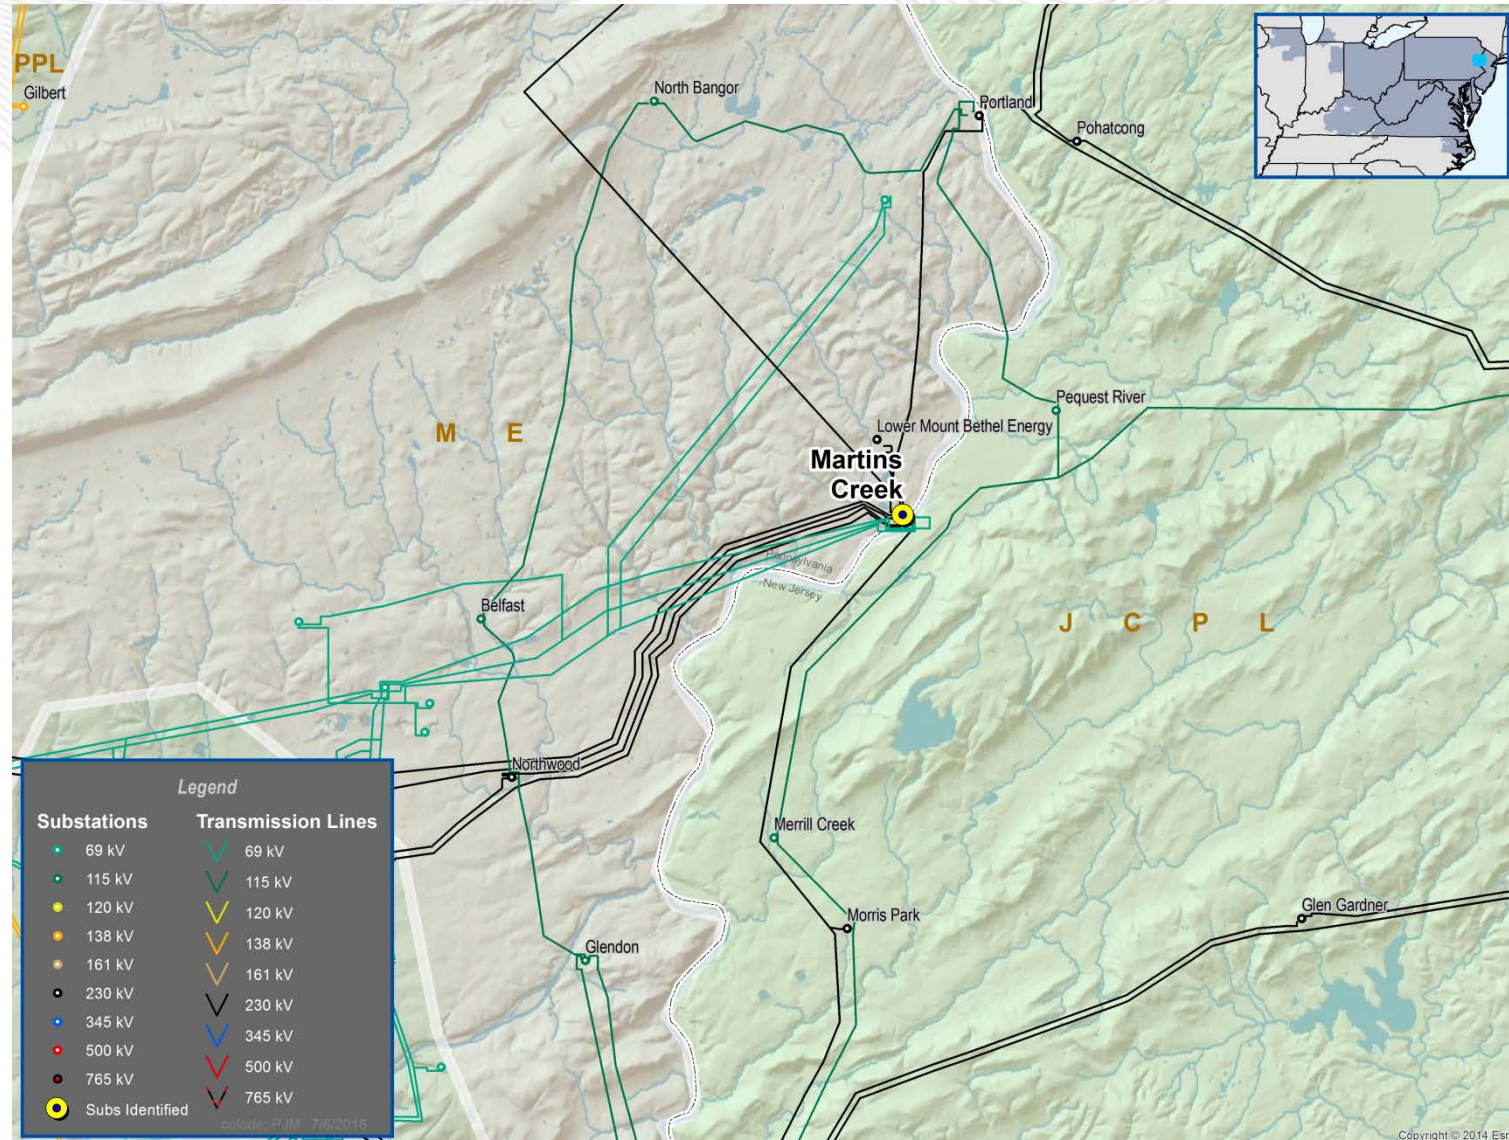 PPL
Gilbert
North Bangor
Portland
Pohatcong
M E
Pequest River
Lower Mount Bethel Energy
Martins
Creek
Pennsylvania
New Jersey
Belfast
J C P L
Northwood
Merrill Creek
Morris Park
Glen Gardner
Glendon
Legend
Substations
69 kV
115 kV
120 kV
138 kV
161 kV
230 kV
345 kV
500 kV
765 kV
Subs Identified
Transmission Lines
69 kV
115 kV
120 kV
138 kV
161 kV
230 kV
345 kV
500 kV
765 kV
colode: PJM 7/6/2016
Copyright © 2014 Esri